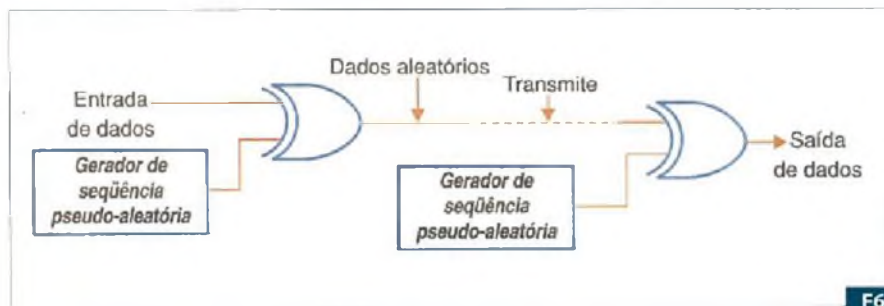 Dados aleatórios
Transmite
Entrada
de dados
Gerador de
seqüência
pseudo-aleatória
Gerador de
seqüência
pseudo-aleatória
Saída
de dados